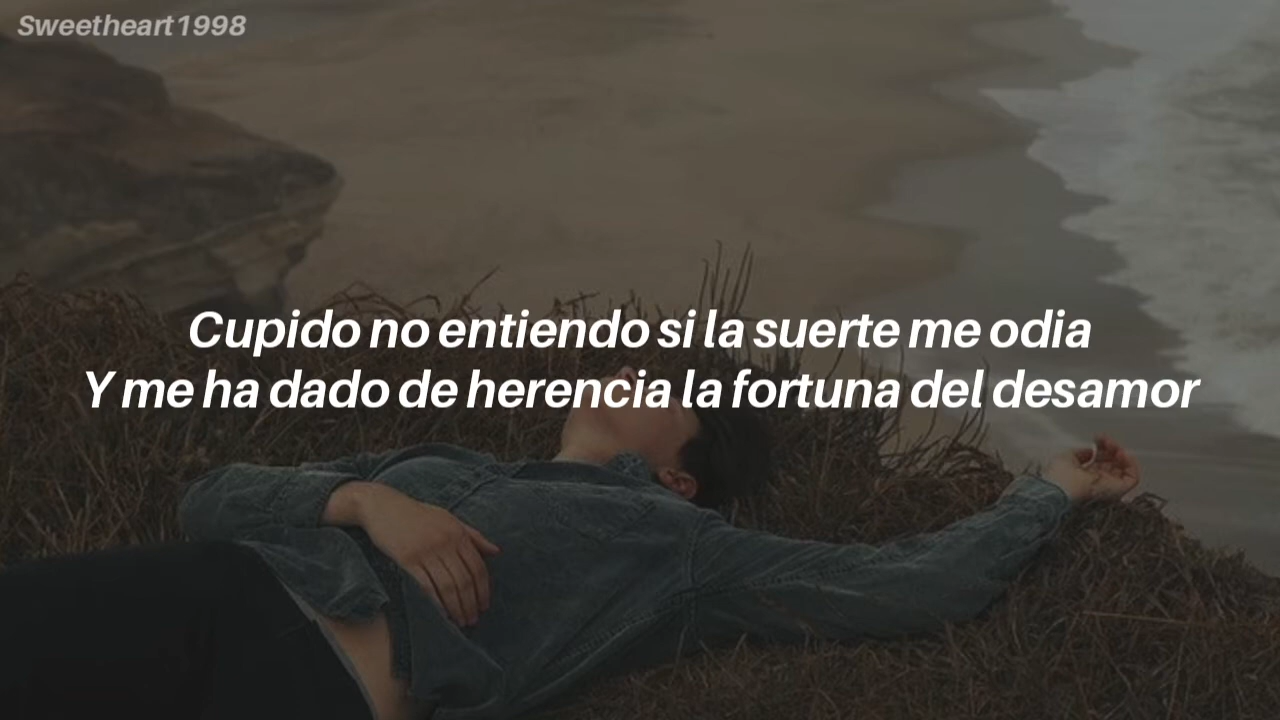 Sweetheart1998
Cupido no entiendo si la suerte me odia
Y me ha dado de herencia la fortuna del desamor